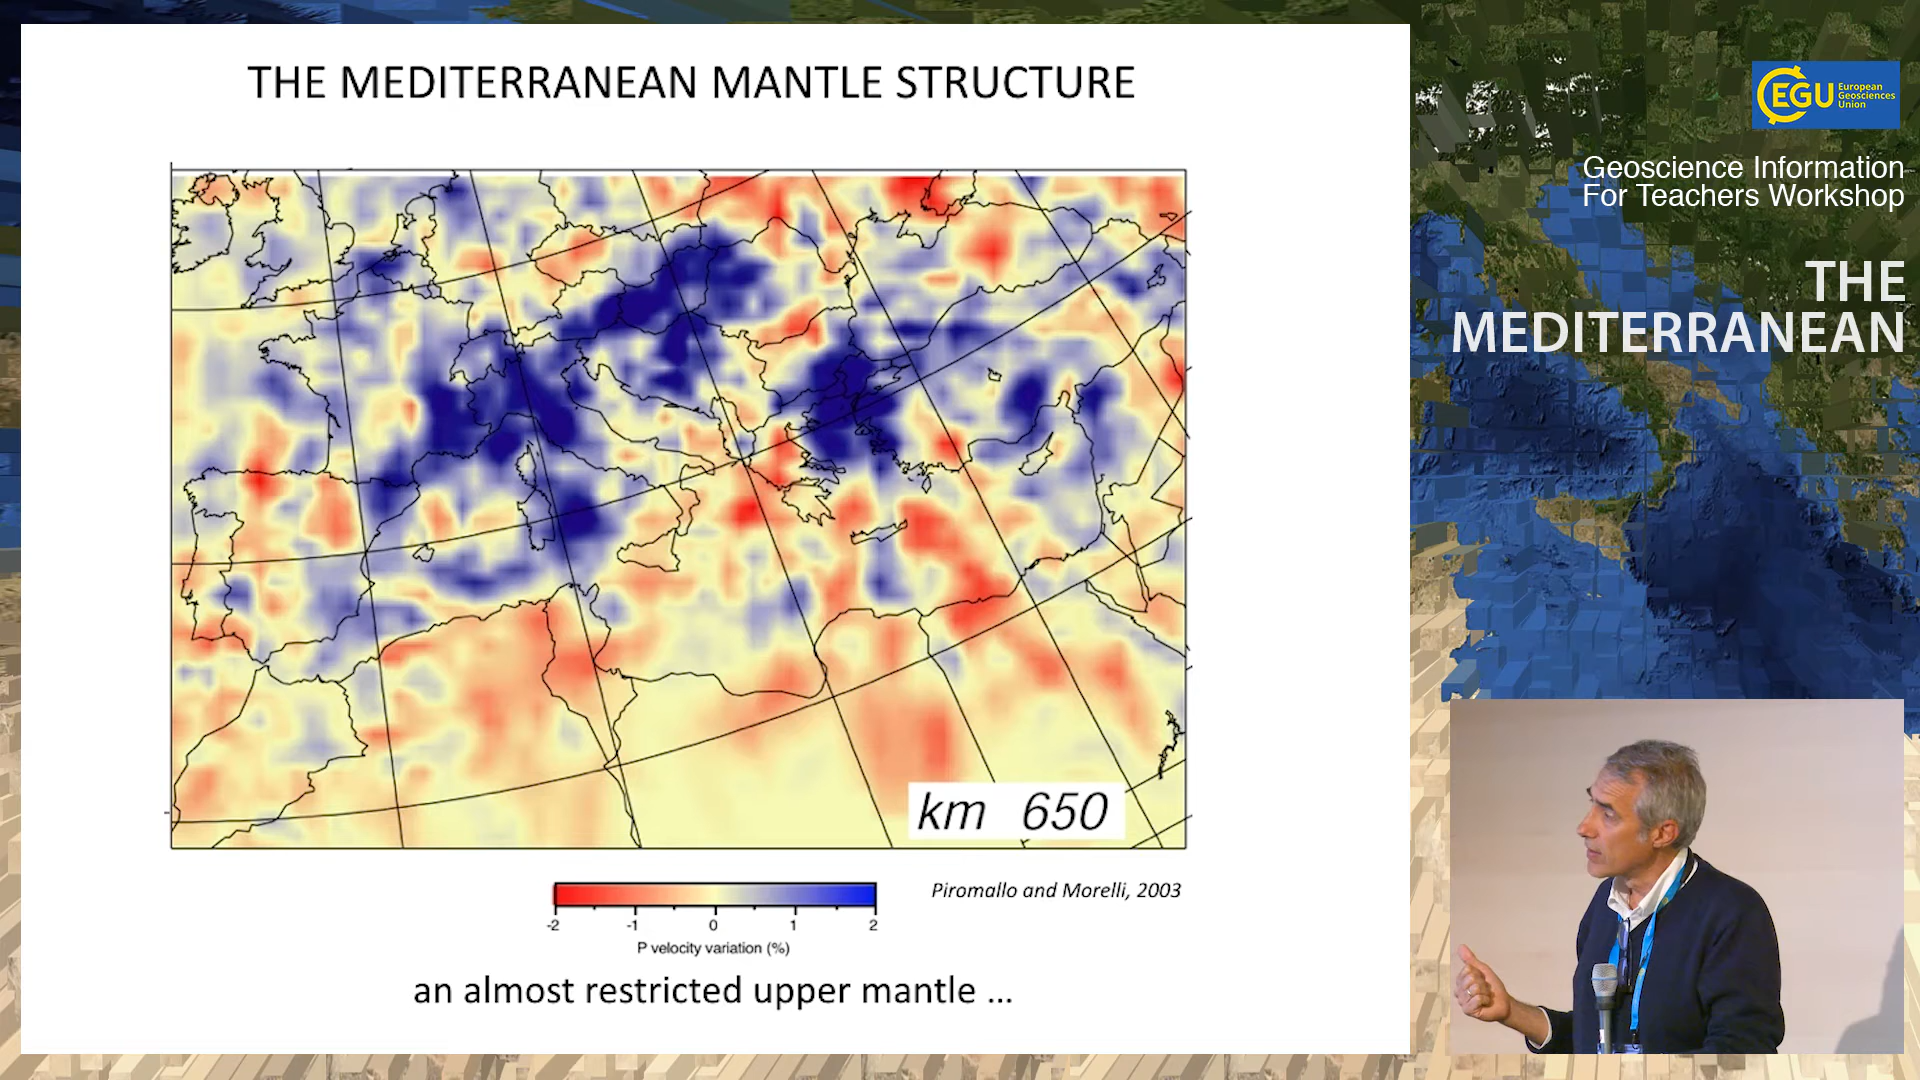 THE MEDITERRANEAN MANTLE STRUCTURE
km 650
Piromallo and Morelli, 2003
-2 -1 0 1 2
P velocity variation (%)
an almost restricted upper mantle ...
EGU
European
Geosciences
Union
Geoscience Information
For Teachers Workshop
THE
MEDITERRANEAN